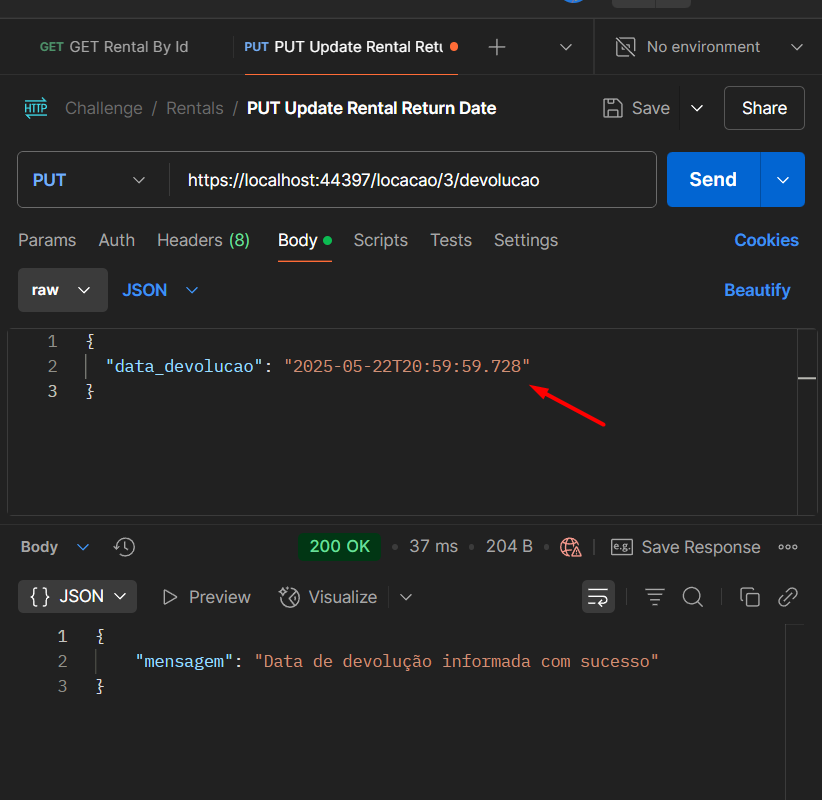 GET GET Rental By Id PUT PUT Update Rental Retu No environment
HTTP Challenge / Rentals / PUT Update Rental Return Date Save Share
PUT https://localhost:44397/locacao/3/devolucao Send
Params Auth Headers (8) Body Scripts Tests Settings Cookies
raw JSON Beautify
1 {
2 "data_devolucao": "2025-05-22T20:59:59.728"
3 }
Body 200 OK 37 ms 204 B e.g. Save Response
{} JSON Preview Visualize
1 {
2 "mensagem": "Data de devolução informada com sucesso"
3 }